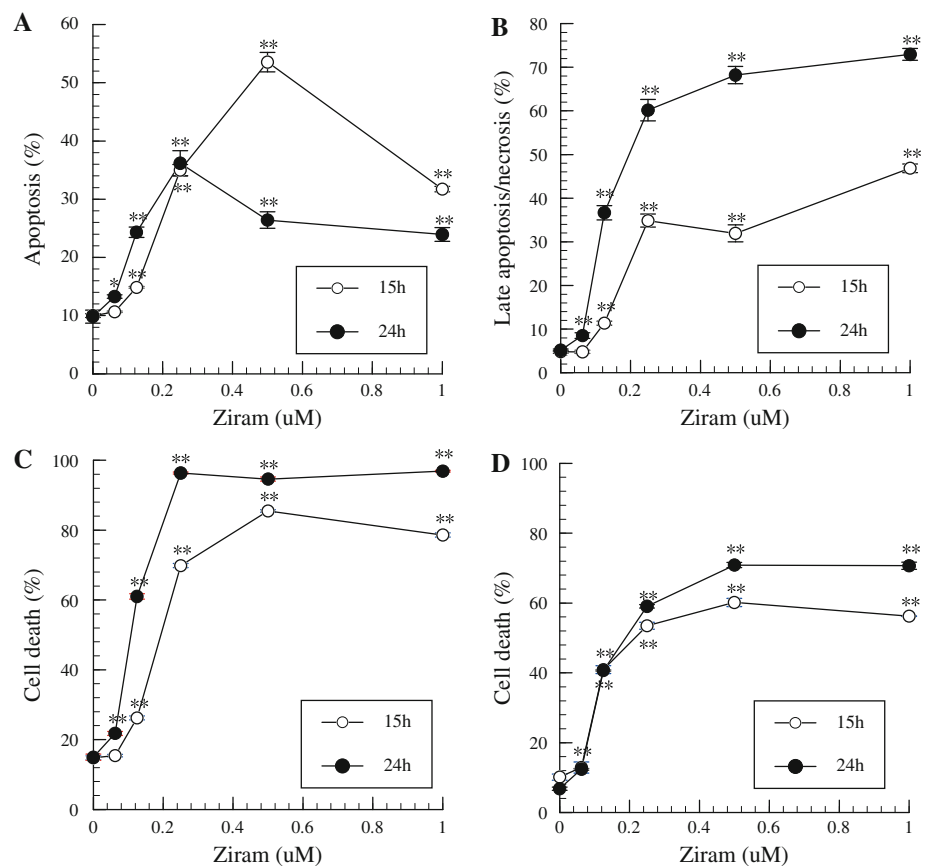 A
60
50
40
30
20
10
0
Apoptosis (%)
**
**
**
**
**
**
*
**
**
15h
24h
0 0.2 0.4 0.6 0.8 1
Ziram (uM)
B
80
70
60
50
40
30
20
10
0
Late apoptosis/necrosis (%)
**
**
**
**
**
**
**
**
**
15h
24h
0 0.2 0.4 0.6 0.8 1
Ziram (uM)
C
100
80
60
40
20
0
Cell death (%)
**
**
**
**
**
**
**
**
**
15h
24h
0 0.2 0.4 0.6 0.8 1
Ziram (uM)
D
100
80
60
40
20
0
Cell death (%)
**
**
**
**
**
**
**
**
**
15h
24h
0 0.2 0.4 0.6 0.8 1
Ziram (uM)